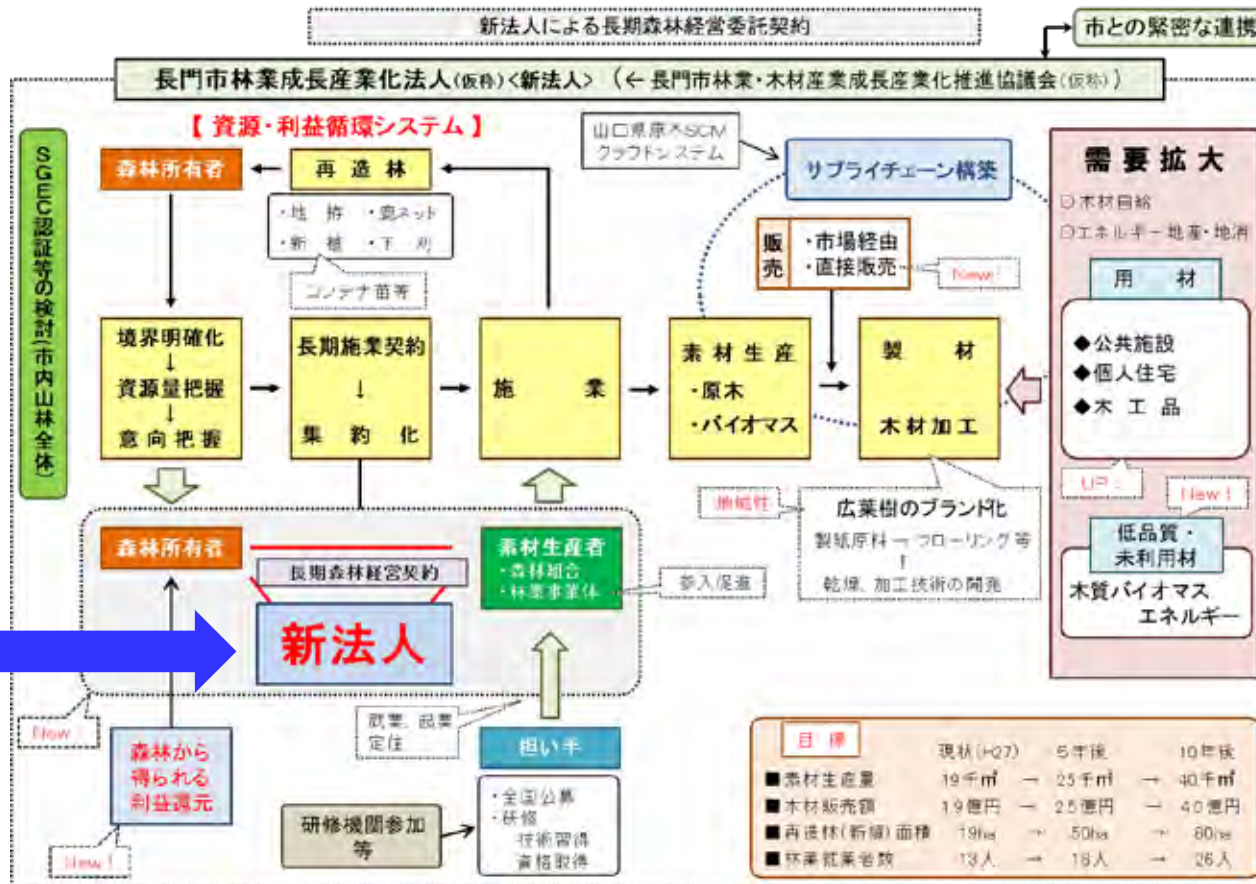 新法人による長期森林経営委託契約
市との緊密な連携
長門市林業成長産業化法人(仮称)<新法人> (←長門市林業・木材産業成長産業化推進協議会(仮称))
【 資源・利益循環システム 】
SGEC認証等の検討(市内山林全体)
森林所有者
再 造 林
・地 拵 ・鹿ネット
・新 植 ・下 刈
コンテナ苗等
山口県原木SCM
クラフトシステム
サプライチェーン構築
販売
・市場経由
・直接販売
New!
境界明確化
↓
資源量把握
↓
意向把握
長期施業契約
↓
集 約 化
施 業
素 材 生 産
・原木
・バイオマス
製 材
木材加工
需要拡大
○木材自給
○エネルギー地産・地消
用 材
◆公共施設
◆個人住宅
◆木 工 品
UP!
New!
低品質・
未利用材
木質バイオマス
エネルギー
地域性
広葉樹のブランド化
製紙原料→フローリング等
↑
乾燥、加工技術の開発
森林所有者
長期森林経営契約
新法人
素材生産者
・森林組合
・林業事業体
参入促進
New!
森林から
得られる
利益還元
New!
就業、起業
定住
担い手
・全国公募
・研修
技術習得
資格取得
研修機関参加
等
目 標
現状(H27) 5年後 10年後
■素材生産量 19千㎥ → 25千㎥ → 40千㎥
■木材販売額 19億円 → 25億円 → 40億円
■再造林(新植)面積 19ha → 50ha → 80ha
■林業就業者数 13人 → 18人 → 26人